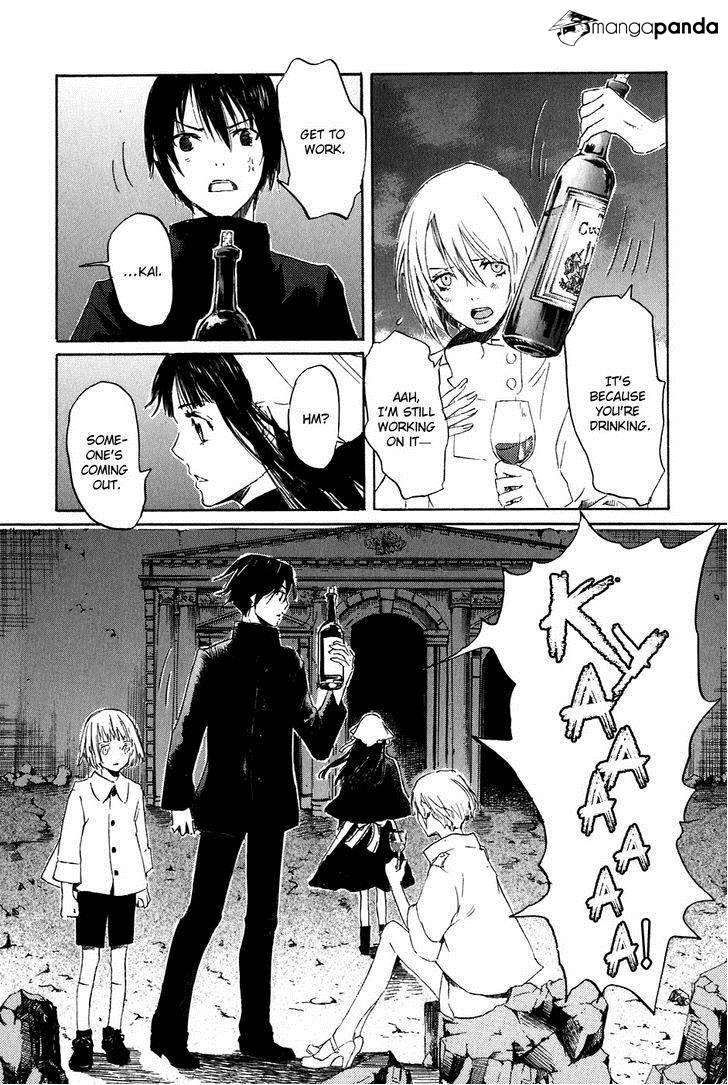 mangapanda
IT'S
BECAUSE
YOU'RE
DRINKING.
AAH,
I'M STILL
WORKING
ON IT—
GET TO
WORK.
...KAI.
HM?
SOME-
ONE'S
COMING
OUT.
KYAAAAAA!